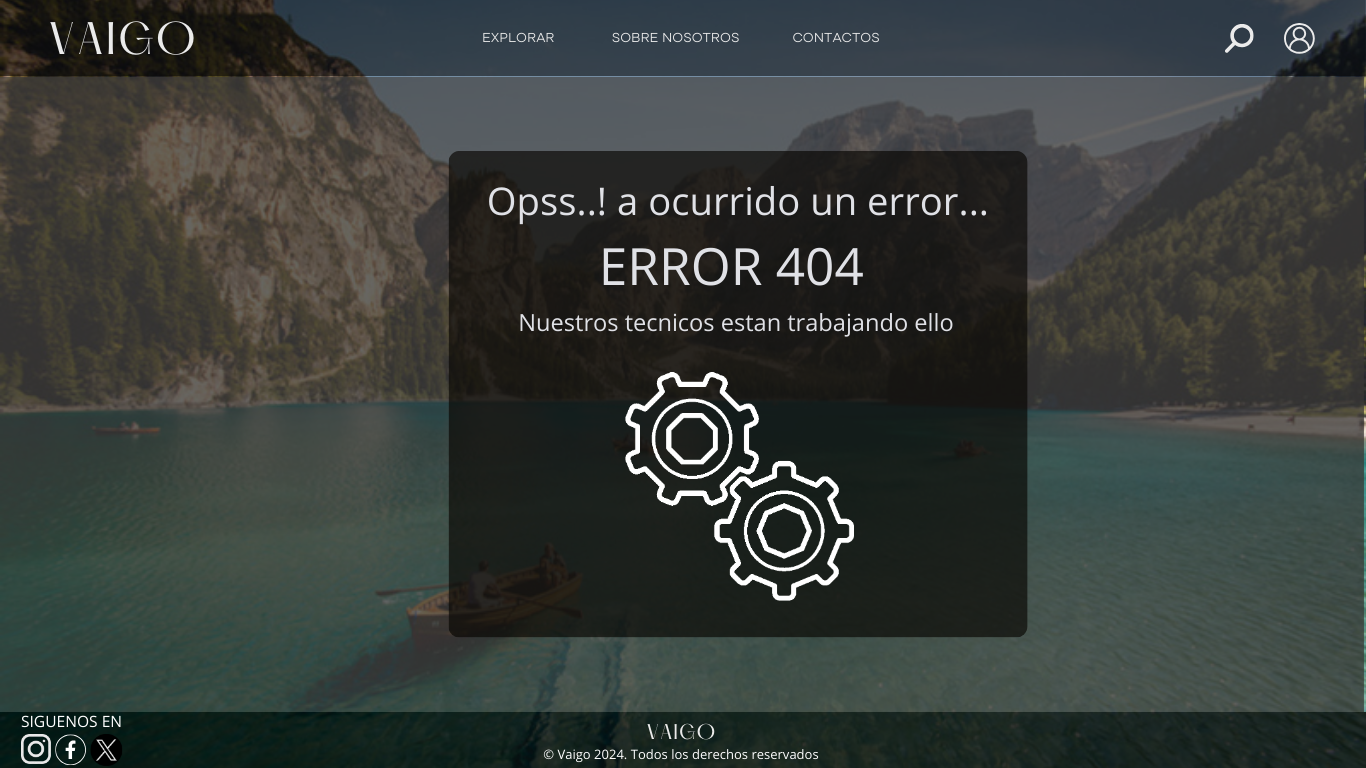 VAIGO
EXPLORAR
SOBRE NOSOTROS
CONTACTOS
Opss..! a ocurrido un error...
ERROR 404
Nuestros tecnicos estan trabajando ello
SIGUENOS EN
VAIGO
© Vaigo 2024. Todos los derechos reservados